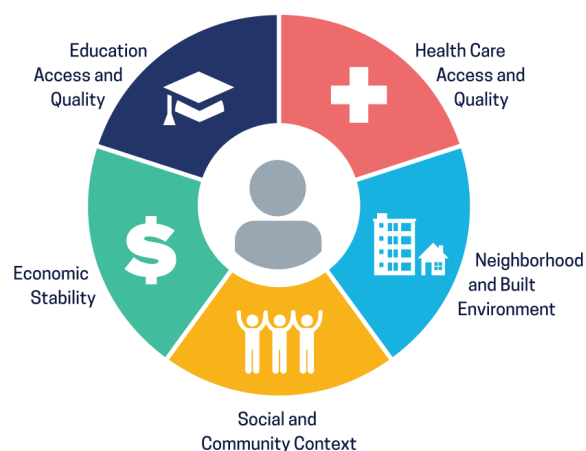 Education
Access and
Quality
Health Care
Access and
Quality
Economic
Stability
Neighborhood
and Built
Environment
Social and
Community Context